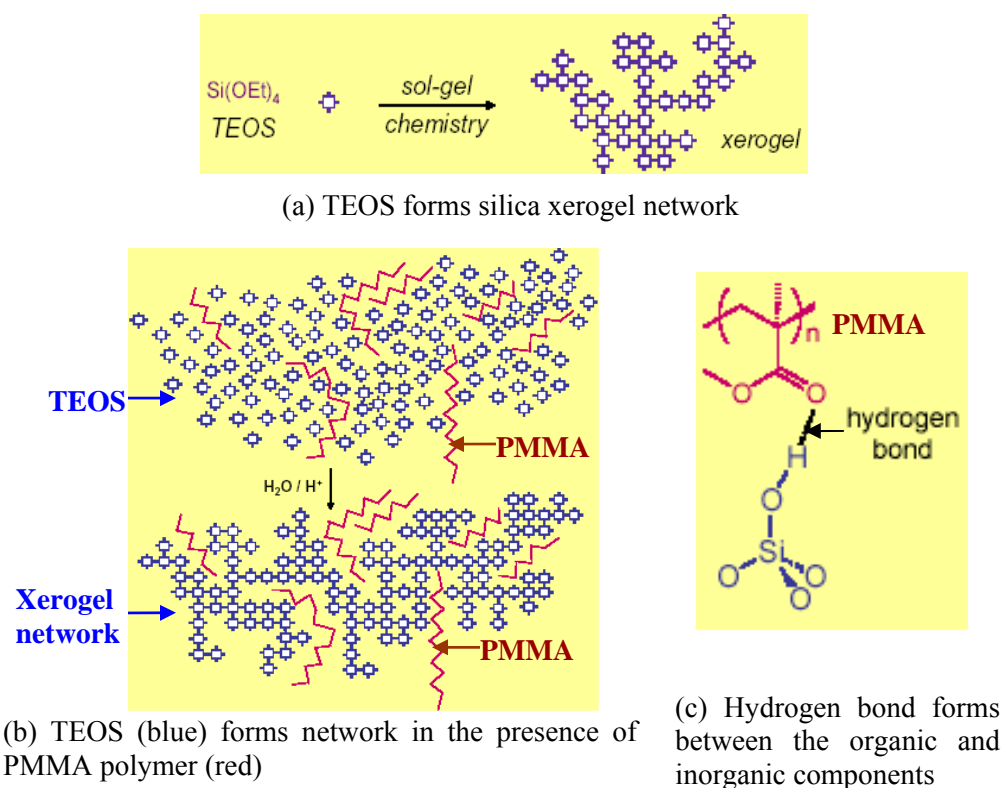 Si(OEt)4
TEOS
sol-gel
chemistry
xerogel
(a) TEOS forms silica xerogel network
TEOS
PMMA
H2O / H+
Xerogel
network
PMMA
(b) TEOS (blue) forms network in the presence of
PMMA polymer (red)
n
PMMA
O
O
hydrogen
bond
H
O
Si
O
O
O
(c) Hydrogen bond forms
between the organic and
inorganic components